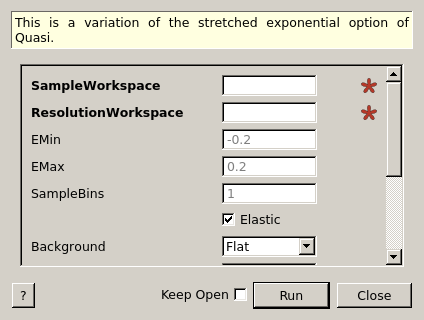 This is a variation of the stretched exponential option of
Quasi.
SampleWorkspace
ResolutionWorkspace
EMin -0.2
EMax 0.2
SampleBins 1
Elastic
Background Flat
? Keep Open Run Close